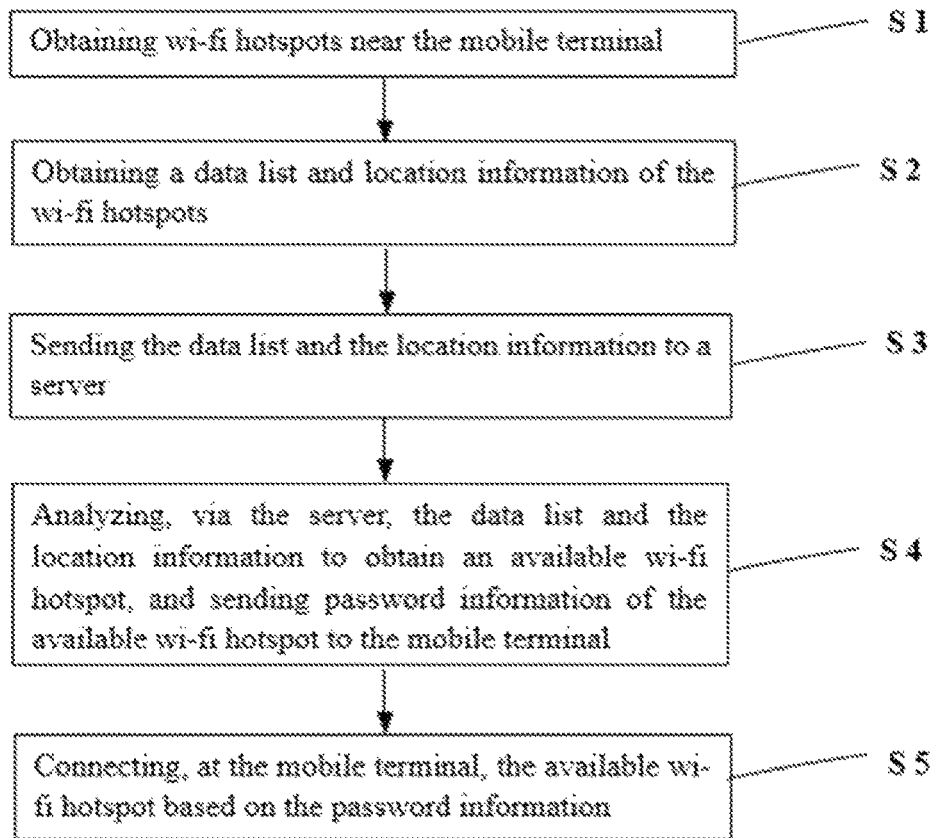 Obtaining wi-fi hotspots near the mobile terminal
S 1
Obtaining a data list and location information of the
wi-fi hotspots
S 2
Sending the data list and the location information to a
server
S 3
Analyzing, via the server, the data list and the
location information to obtain an available wi-fi
hotspot, and sending password information of the
available wi-fi hotspot to the mobile terminal
S 4
Connecting, at the mobile terminal, the available wi-
fi hotspot based on the password information
S 5